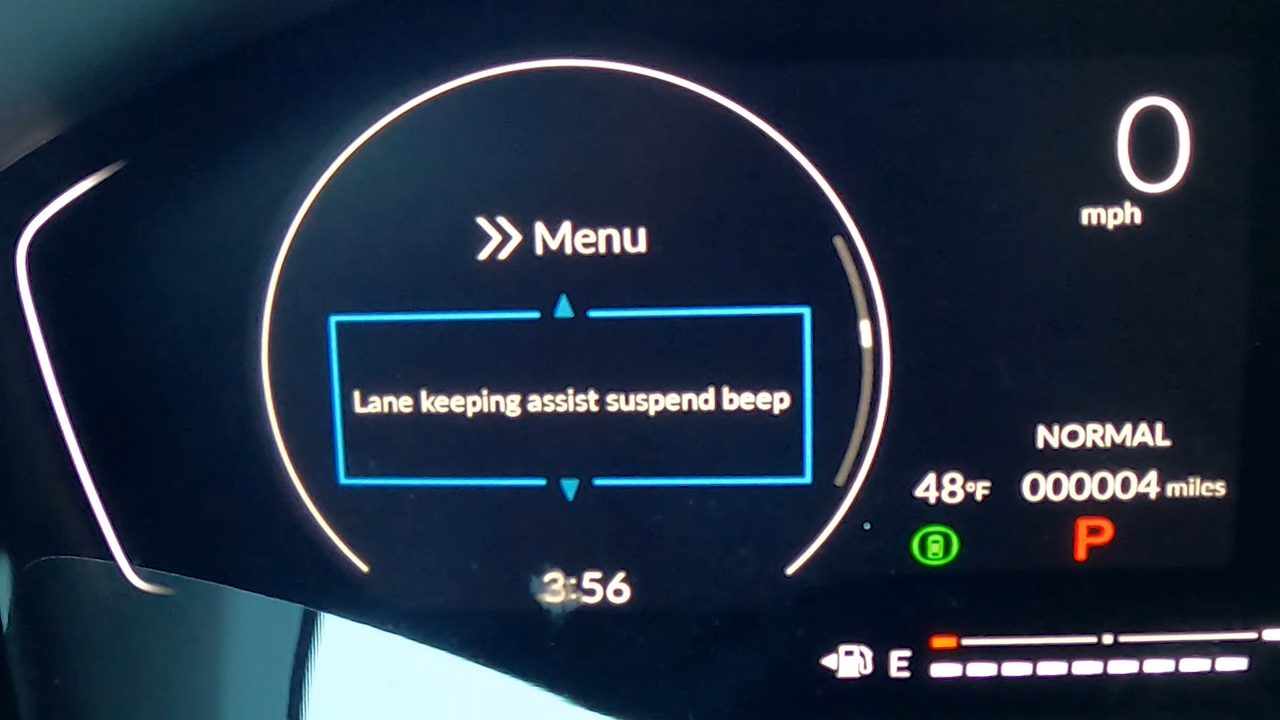 0
mph
Menu
Lane keeping assist suspend beep
NORMAL
48°F 000004 miles
P
3:56
E